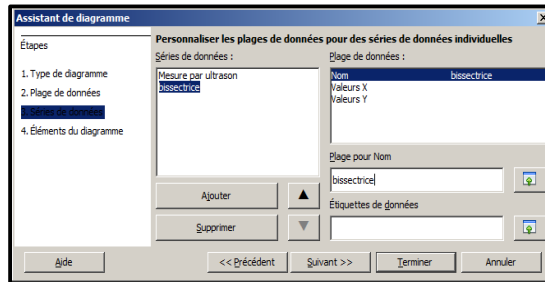 Assistant de diagramme
Étapes
1. Type de diagramme
2. Plage de données
3. Séries de données
4. Éléments du diagramme
Personnaliser les plages de données pour des séries de données individuelles
Séries de données :
Mesure par ultrason
bissectrice
Ajouter
Supprimer
Plage de données :
Nom bissectrice
Valeurs X
Valeurs Y
Plage pour Nom
bissectrice
Étiquettes de données
Aide
<< Précédent
Suivant >>
Terminer
Annuler